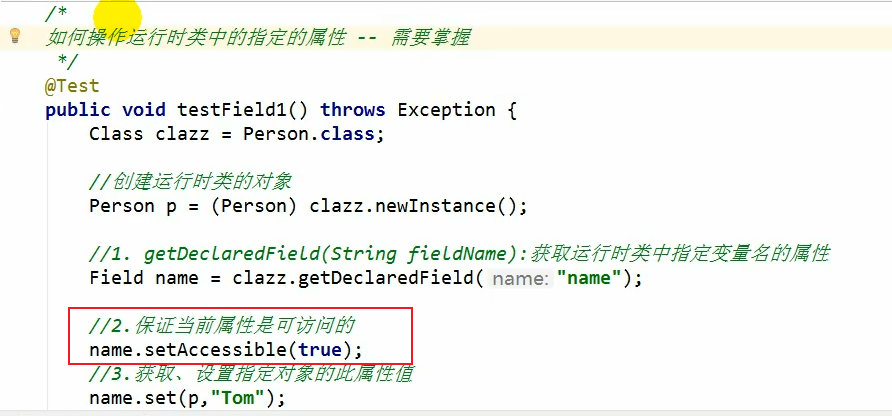 /*
如何操作运行时类中的指定的属性 -- 需要掌握
*/
@Test
public void testField1() throws Exception {
Class clazz = Person.class;
//创建运行时类的对象
Person p = (Person) clazz.newInstance();
//1. getDeclaredField(String fieldName):获取运行时类中指定变量名的属性
Field name = clazz.getDeclaredField( name: "name");
//2.保证当前属性是可访问的
name.setAccessible(true);
//3.获取、设置指定对象的此属性值
name.set(p,"Tom");